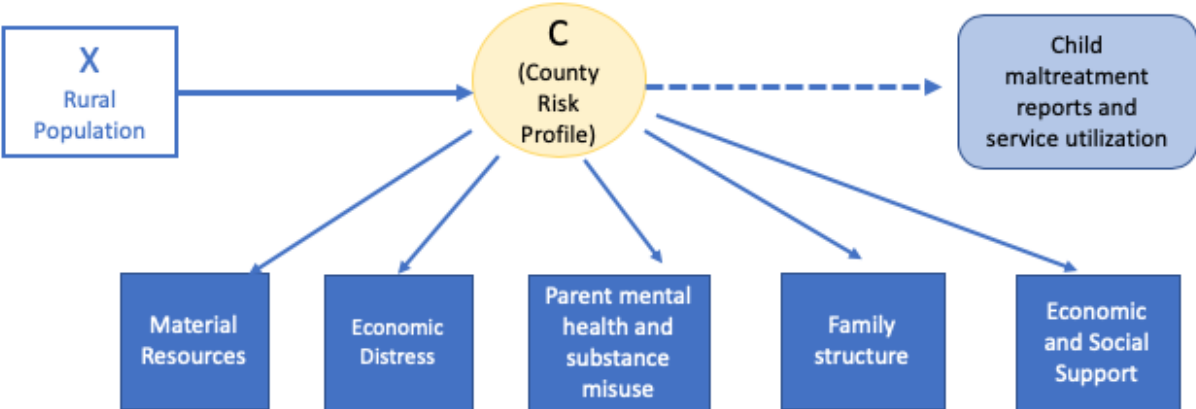 X
Rural
Population
C
(County
Risk
Profile)
Child
maltreatment
reports and
service utilization
Material
Resources
Economic
Distress
Parent mental
health and
substance
misuse
Family
structure
Economic
and Social
Support